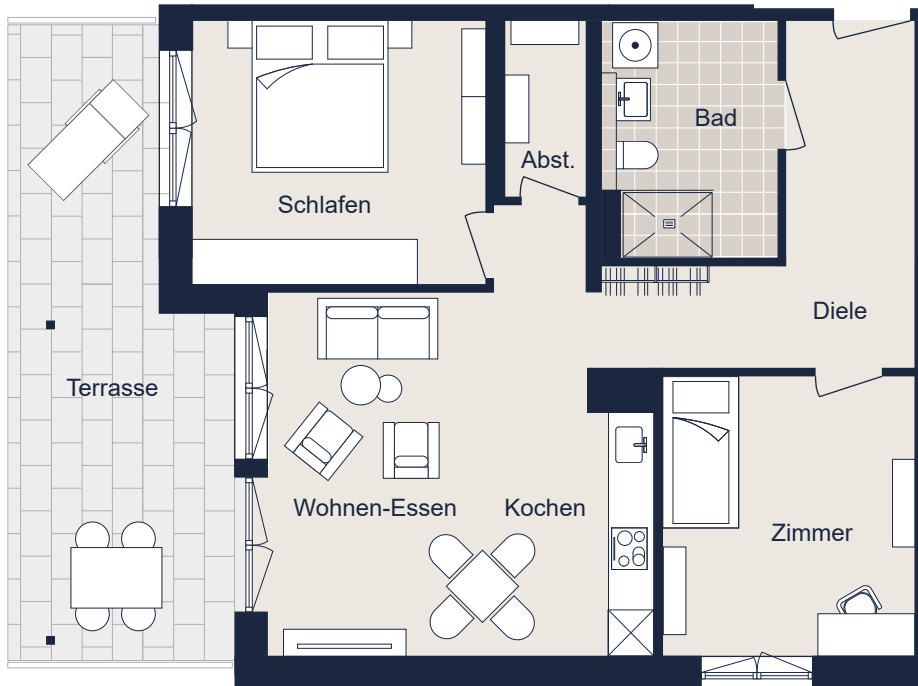 Bad
Abst.
Schlafen
Diele
Terrasse
Wohnen-Essen
Kochen
Zimmer